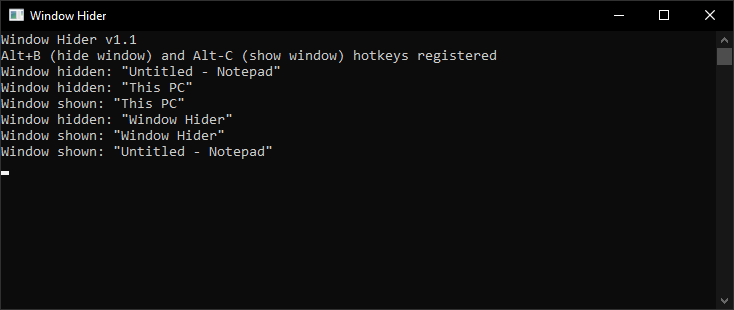 Window Hider
Window Hider v1.1
Alt+B (hide window) and Alt-C (show window) hotkeys registered
Window hidden: "Untitled - Notepad"
Window hidden: "This PC"
Window shown: "This PC"
Window hidden: "Window Hider"
Window shown: "Window Hider"
Window shown: "Untitled - Notepad"